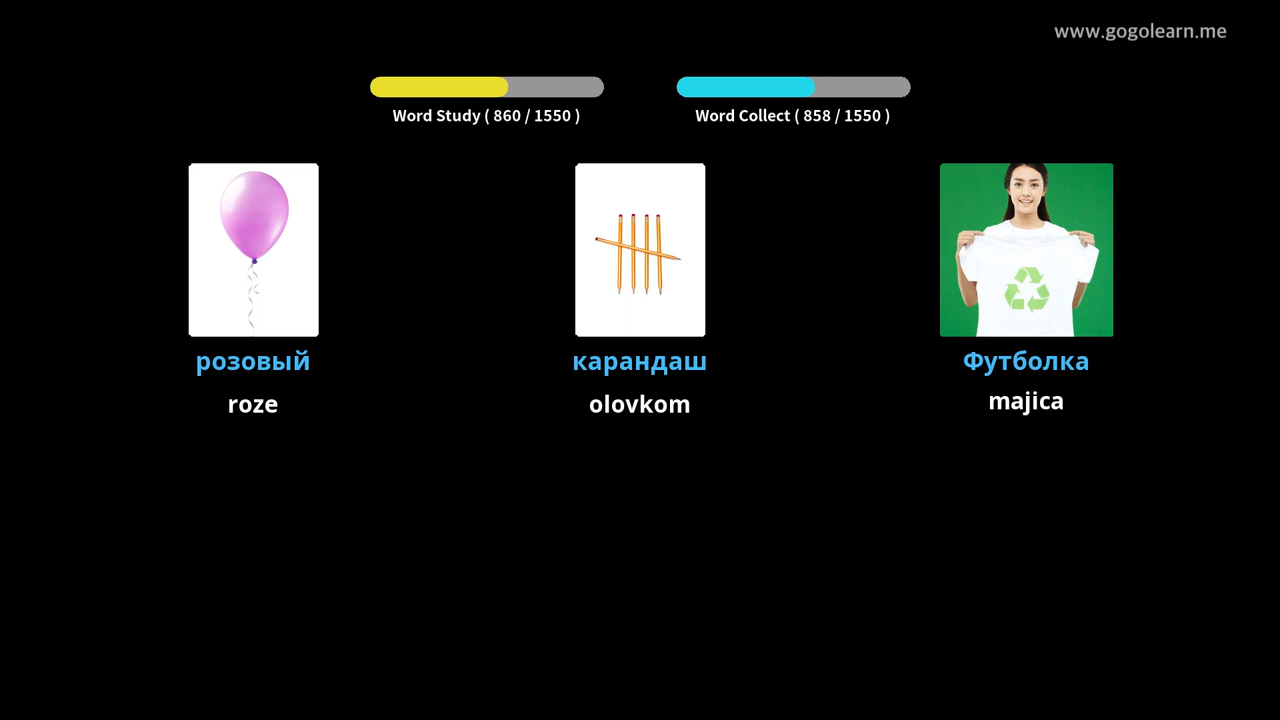 www.gogolearn.me
Word Study ( 860 / 1550 )
Word Collect ( 858 / 1550 )
розовый
карандаш
Футболка
roze
olovkom
majica